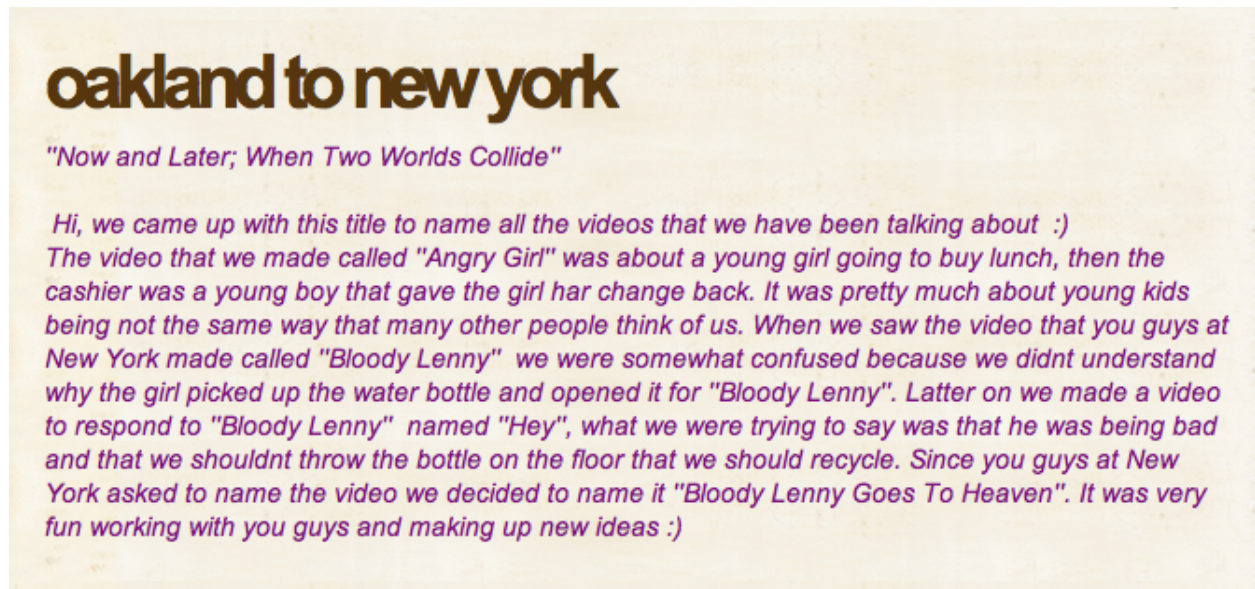 oakland to new york
"Now and Later; When Two Worlds Collide"
Hi, we came up with this title to name all the videos that we have been talking about :)
The video that we made called "Angry Girl" was about a young girl going to buy lunch, then the
cashier was a young boy that gave the girl har change back. It was pretty much about young kids
being not the same way that many other people think of us. When we saw the video that you guys at
New York made called "Bloody Lenny" we were somewhat confused because we didnt understand
why the girl picked up the water bottle and opened it for "Bloody Lenny". Latter on we made a video
to respond to "Bloody Lenny" named "Hey", what we were trying to say was that he was being bad
and that we shouldnt throw the bottle on the floor that we should recycle. Since you guys at New
York asked to name the video we decided to name it "Bloody Lenny Goes To Heaven". It was very
fun working with you guys and making up new ideas :)